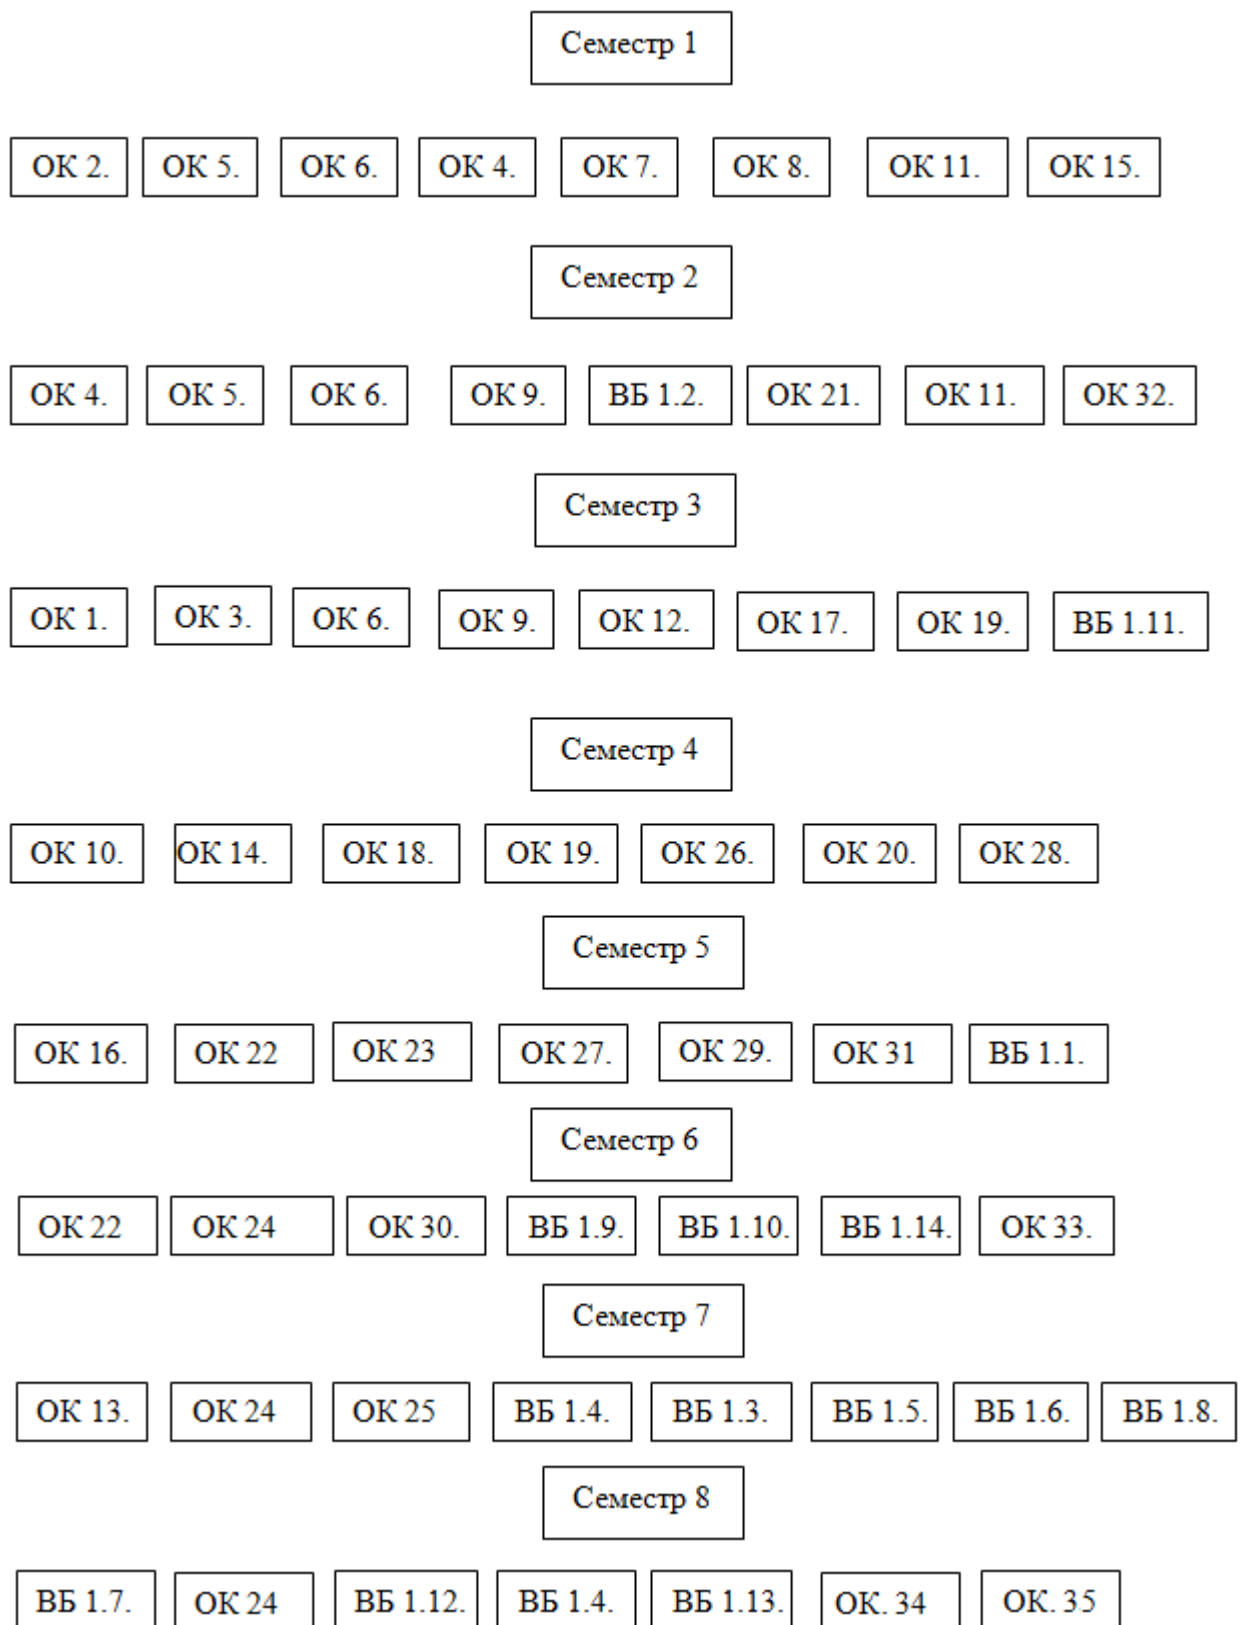 Семестр 1
ОК 2. ОК 5. ОК 6. ОК 4. ОК 7. ОК 8. ОК 11. ОК 15.
Семестр 2
ОК 4. ОК 5. ОК 6. ОК 9. ВБ 1.2. ОК 21. ОК 11. ОК 32.
Семестр 3
ОК 1. ОК 3. ОК 6. ОК 9. ОК 12. ОК 17. ОК 19. ВБ 1.11.
Семестр 4
ОК 10. ОК 14. ОК 18. ОК 19. ОК 26. ОК 20. ОК 28.
Семестр 5
ОК 16. ОК 22 ОК 23 ОК 27. ОК 29. ОК 31 ВБ 1.1.
Семестр 6
ОК 22 ОК 24 ОК 30. ВБ 1.9. ВБ 1.10. ВБ 1.14. ОК 33.
Семестр 7
ОК 13. ОК 24 ОК 25 ВБ 1.4. ВБ 1.3. ВБ 1.5. ВБ 1.6. ВБ 1.8.
Семестр 8
ВБ 1.7. ОК 24 ВБ 1.12. ВБ 1.4. ВБ 1.13. ОК. 34 ОК. 35